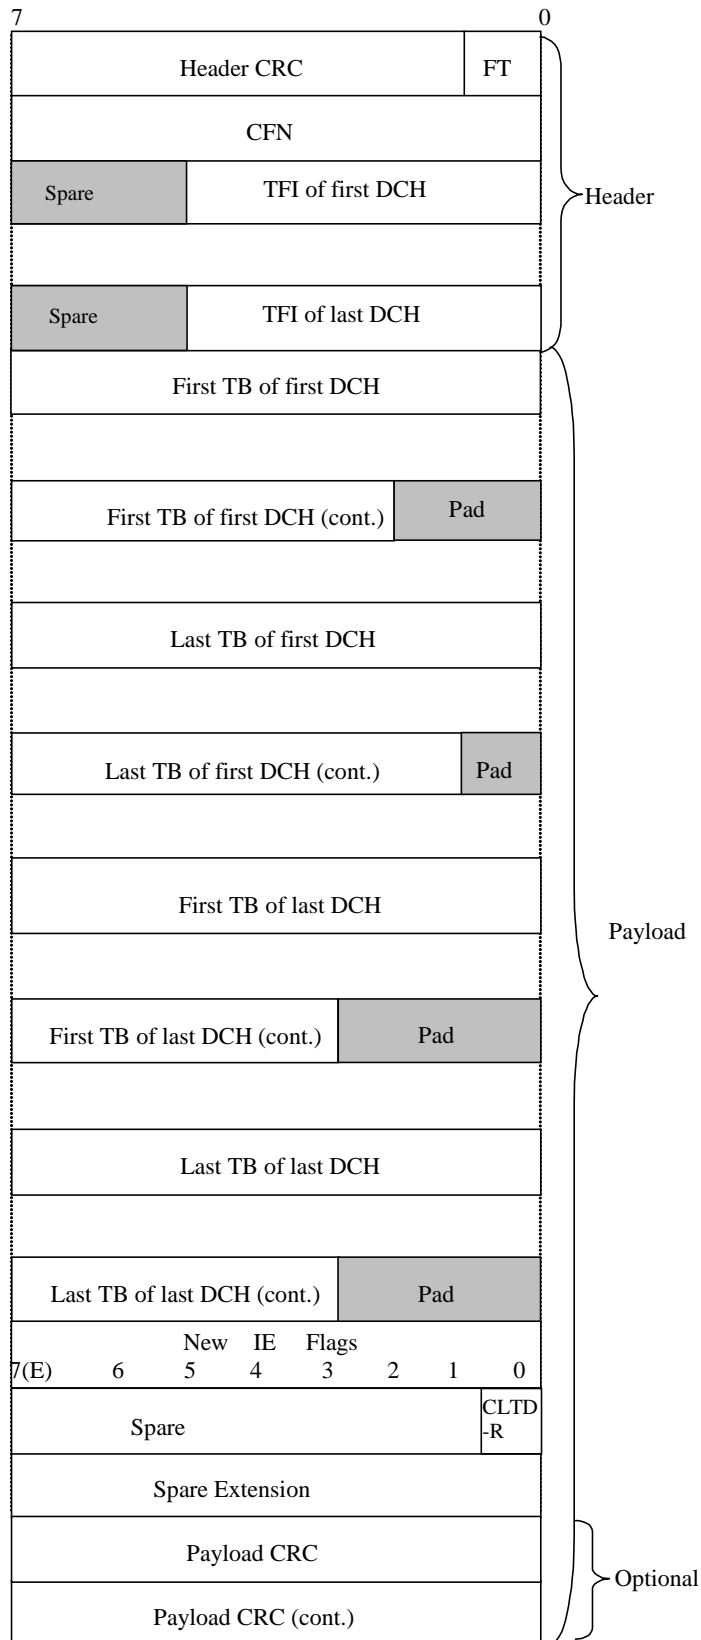 7 0
Header CRC FT
CFN
Spare TFI of first DCH
Header
Spare TFI of last DCH
First TB of first DCH
First TB of first DCH (cont.) Pad
Last TB of first DCH
Last TB of first DCH (cont.) Pad
First TB of last DCH
Payload
First TB of last DCH (cont.) Pad
Last TB of last DCH
Last TB of last DCH (cont.) Pad
New IE Flags
7(E) 6 5 4 3 2 1 0
Spare CLTD
-R
Spare Extension
Payload CRC
Optional
Payload CRC (cont.)